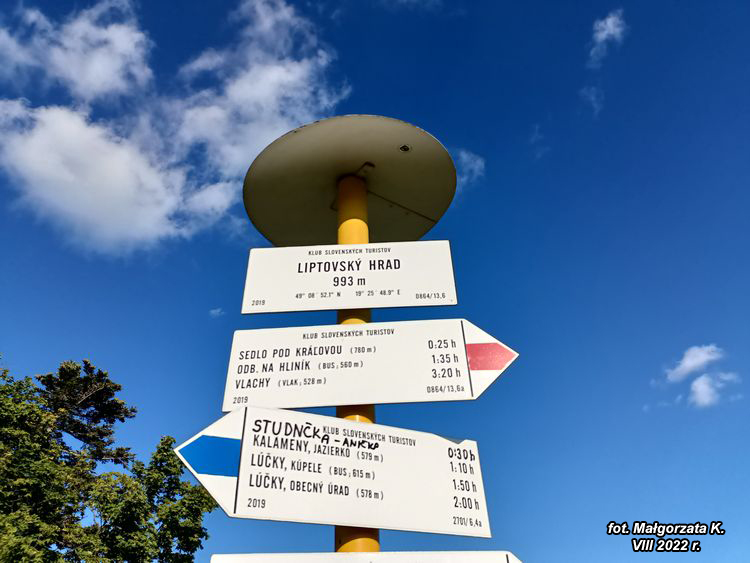 KLUB SLOVENSKÝCH TURISTOV
LIPTOVSKÝ HRAD
993 m
49° 08´ 52.1" N 19° 25´ 48.9" E
2019 0864/13,6
KLUB SLOVENSKÝCH TURISTOV
SEDLO POD KRÁĽOVOU (780 m) 0:25 h
ODB. NA HLINÍK (BUS; 560 m) 1:35 h
VLACHY (VLAK; 528 m) 3:20 h
2019 0864/13,6a
KLUB SLOVENSKÝCH TURISTOV
STUDNČKA - ANIČKA 0:30 h
KALAMENY, JAZIERKO (579 m) 1:10 h
LÚČKY, KÚPELE (BUS; 615 m) 1:50 h
LÚČKY, OBECNÝ ÚRAD (578 m) 2:00 h
2019 2701/6,4a
fot. Małgorzata K.
VIII 2022 r.